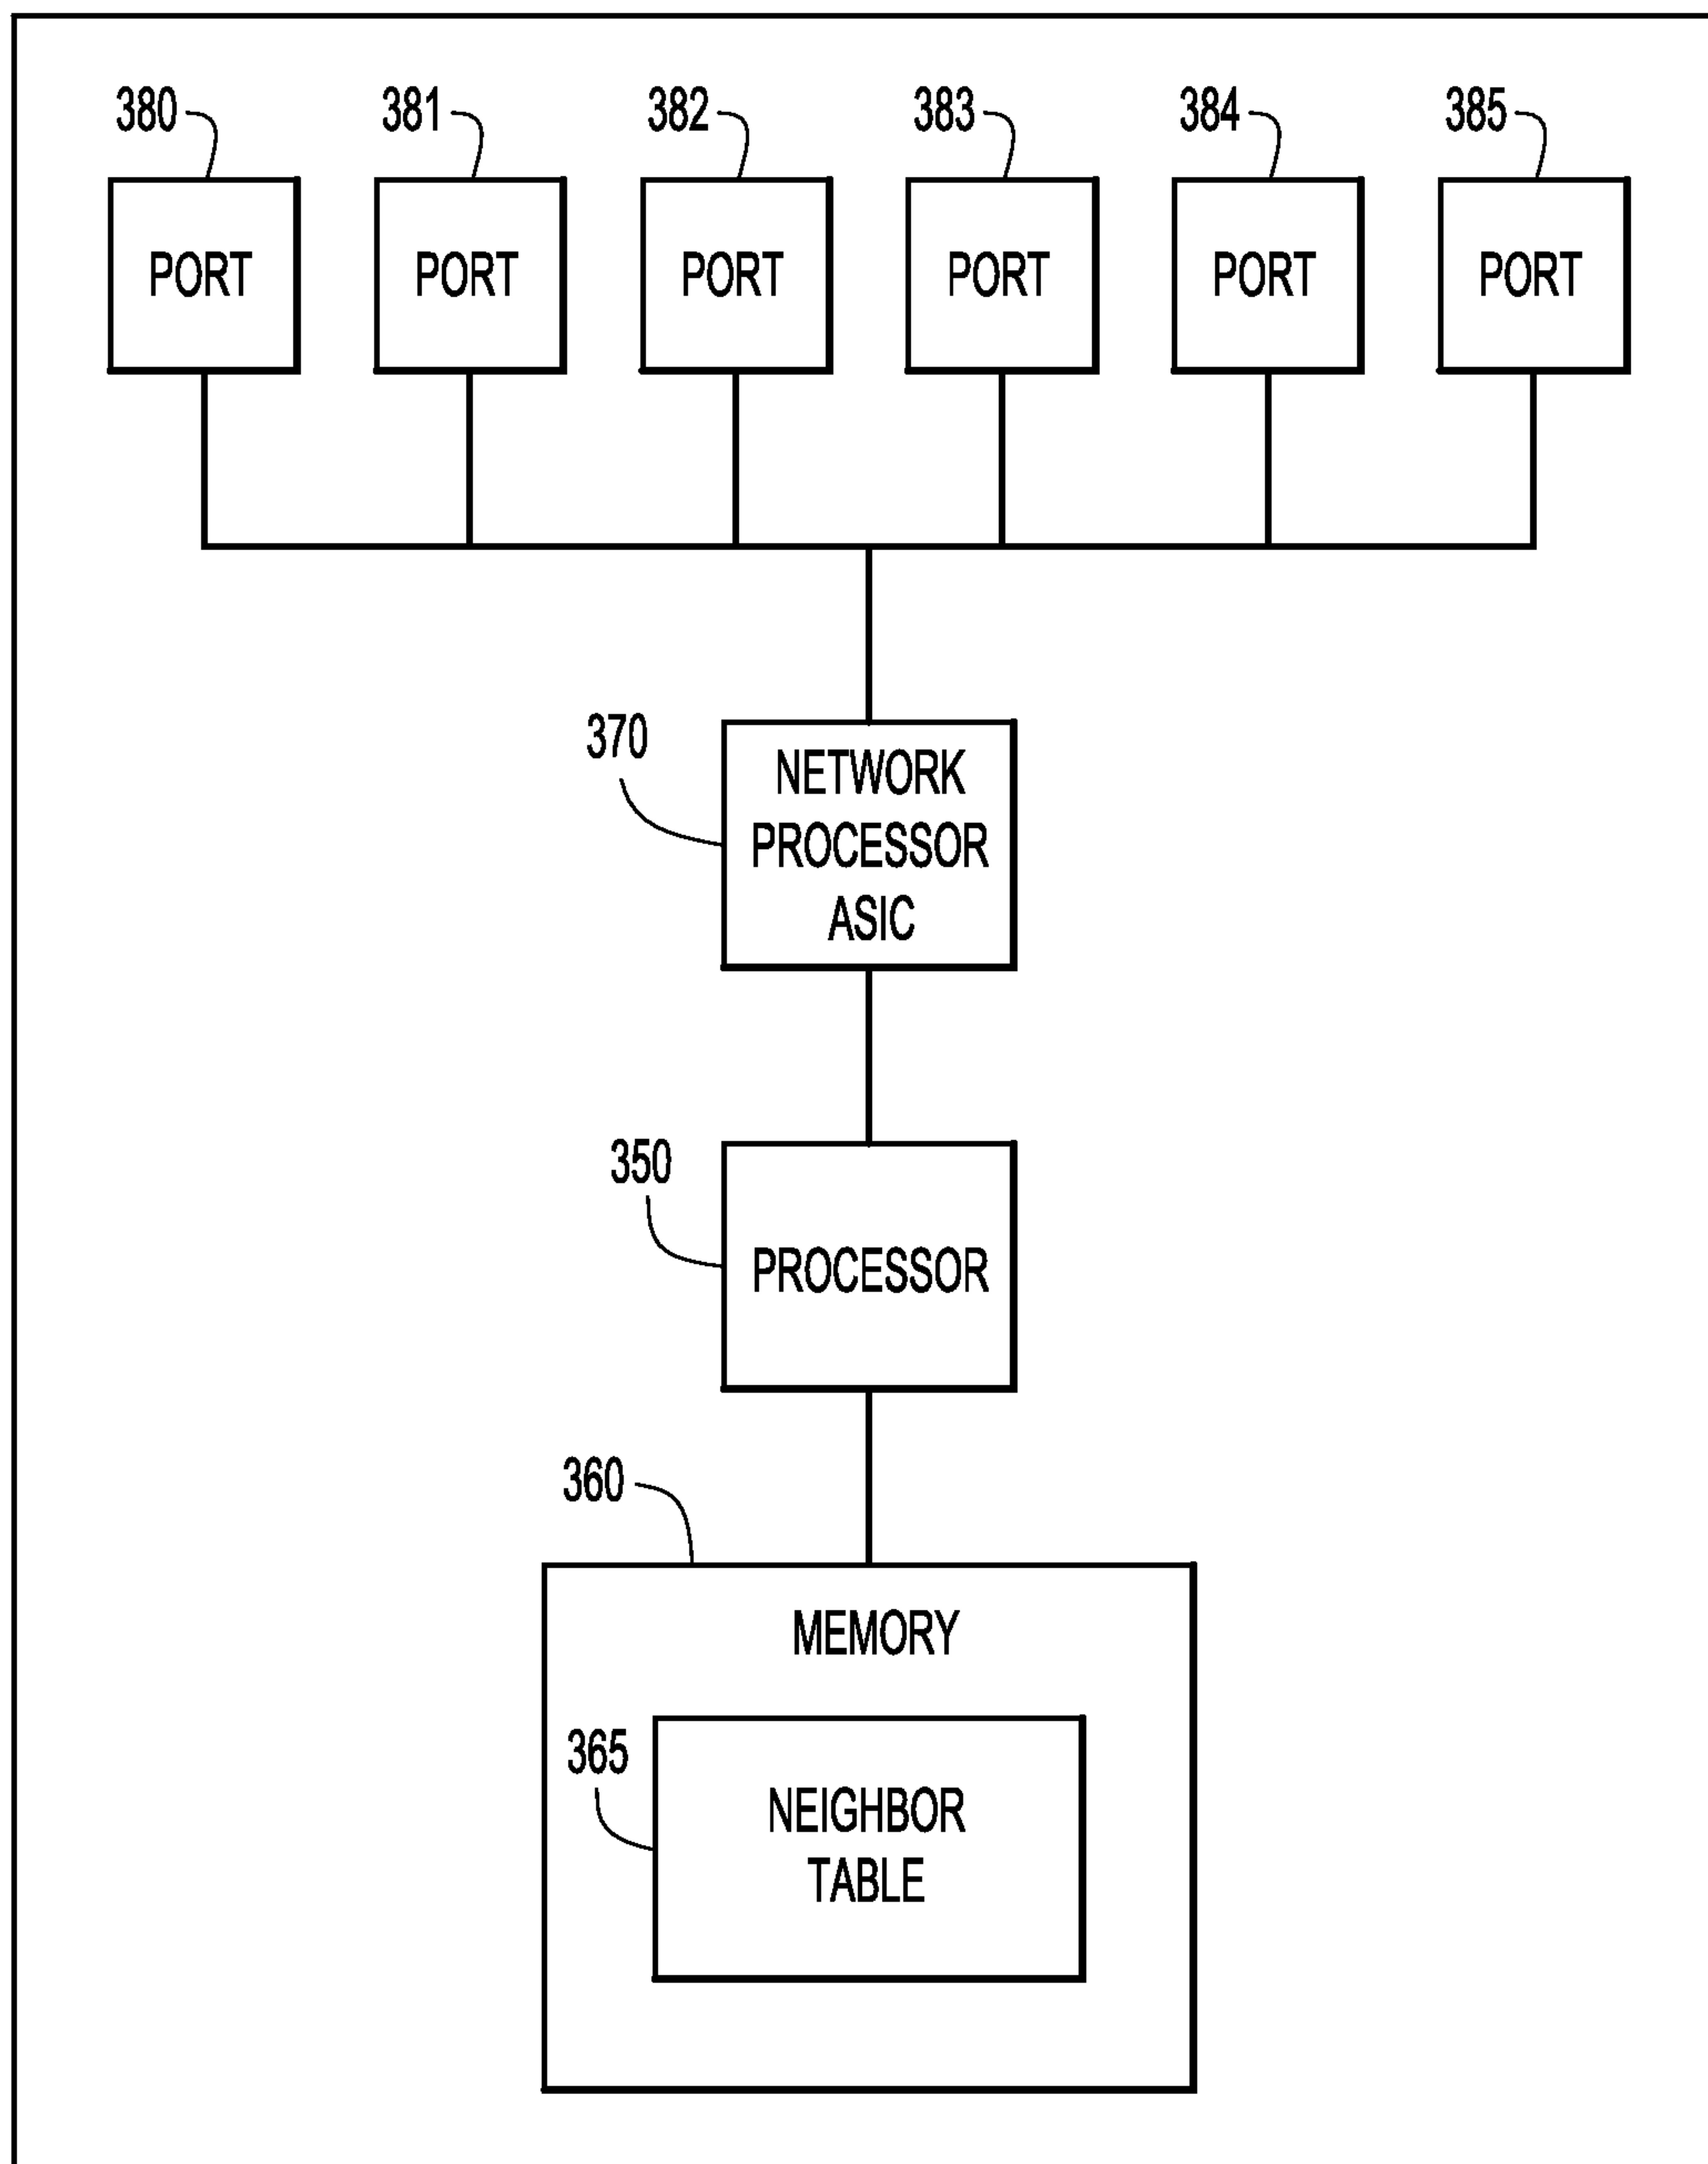 380 381 382 383 384 385
PORT PORT PORT PORT PORT PORT
370
NETWORK
PROCESSOR
ASIC
350
PROCESSOR
360
MEMORY
365
NEIGHBOR
TABLE